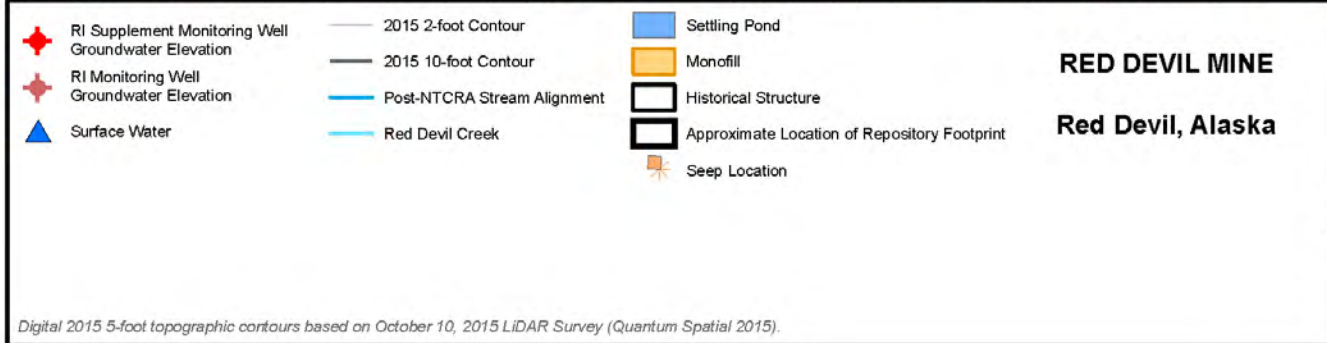 RI Supplement Monitoring Well
Groundwater Elevation
RI Monitoring Well
Groundwater Elevation
Surface Water
2015 2-foot Contour
2015 10-foot Contour
Post-NTCRA Stream Alignment
Red Devil Creek
Settling Pond
Monofill
Historical Structure
Approximate Location of Repository Footprint
Seep Location
RED DEVIL MINE
Red Devil, Alaska
Digital 2015 5-foot topographic contours based on October 10, 2015 LiDAR Survey (Quantum Spatial 2015).